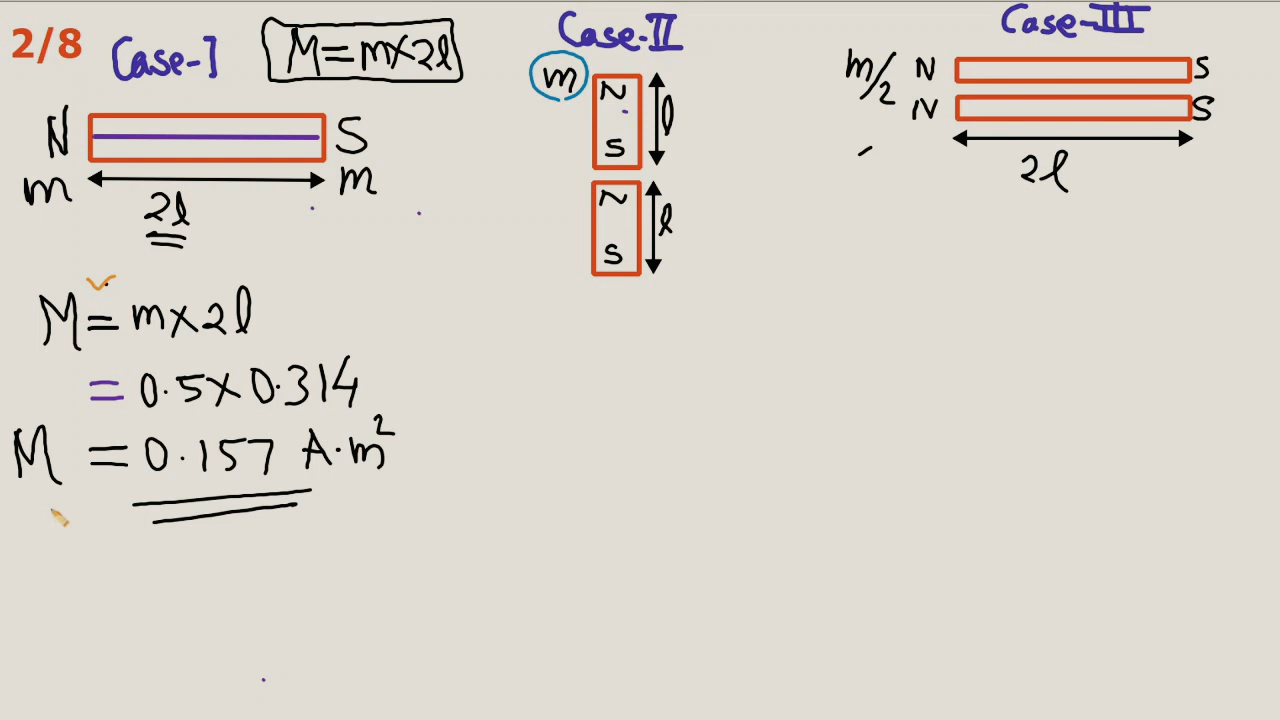 2/8
Case-I
M=m×2l
N S
m m
2l
M=m×2l
=0.5×0.314
M = 0.157 A·m²
Case-II
m
N
S
l
N
S
l
Case-III
m/2 N S
N S
2l